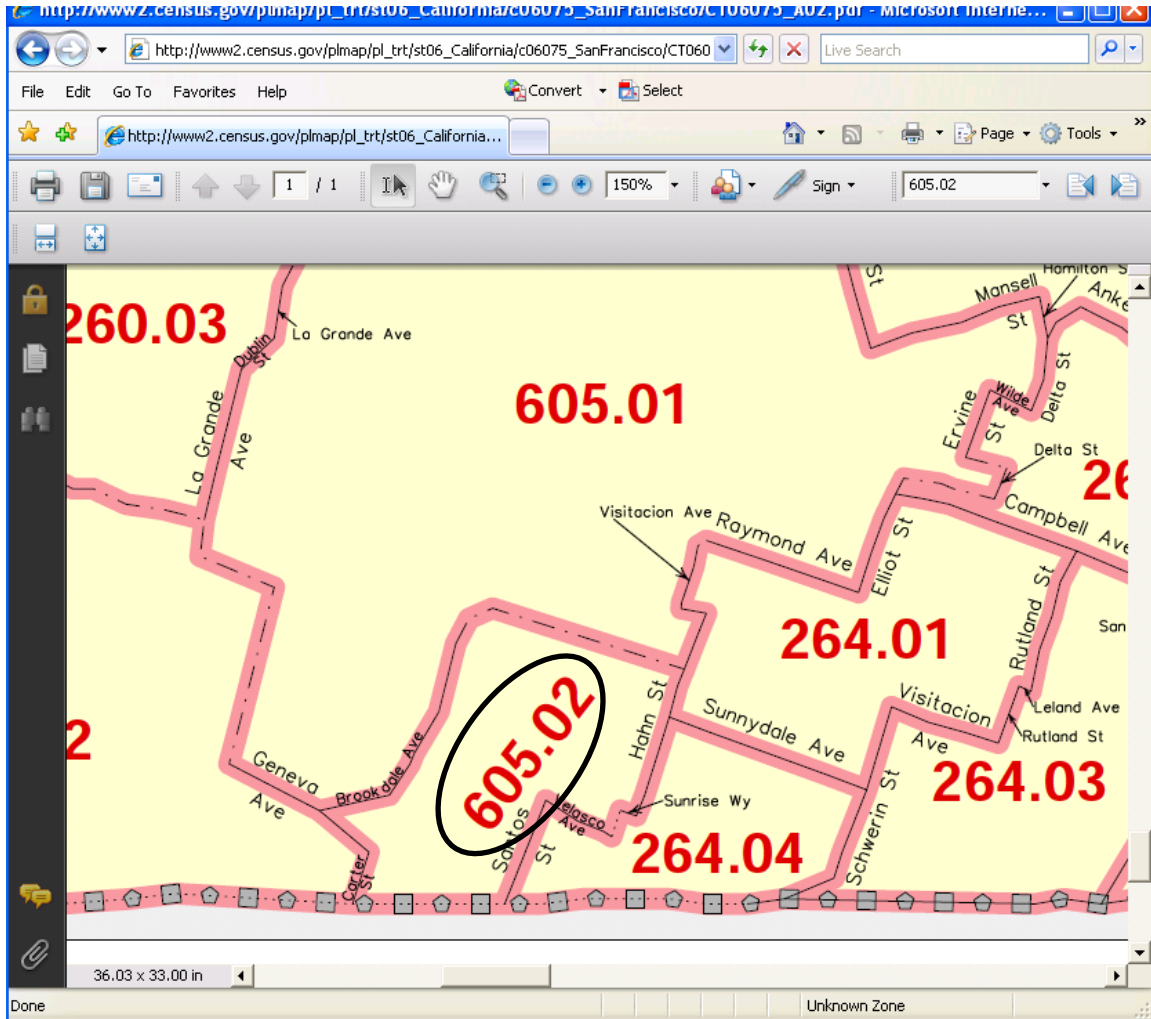 http://www2.census.gov/plmap/pl_trt/st06_California/c06075_SanFrancisco/CT06075_A02.pdf - Microsoft Interne...
http://www2.census.gov/plmap/pl_trt/st06_California/c06075_SanFrancisco/CT060
Live Search
File Edit Go To Favorites Help Convert Select
http://www2.census.gov/plmap/pl_trt/st06_California...
Page Tools »
1 / 1 150% Sign 605.02
Hamilton S
Mansell
St
Anke
St
260.03
La Grande Ave
Dublin
St
605.01
La Grande
Ave
Ervine
St
Wilde
Ave
Delta St
Delta St
26
Visitacion Ave
Raymond Ave
Elliot St
Campbell Ave
264.01
Rutland St
San
2
605.02
Hahn St
Sunnydale Ave
Visitacion
Ave
Leland Ave
Rutland St
Geneva
Ave
Brookdale Ave
264.03
Santos
St
Velasco
Ave
Sunrise Wy
264.04
Schwerin St
Carter
St
36.03 x 33.00 in
Done
Unknown Zone